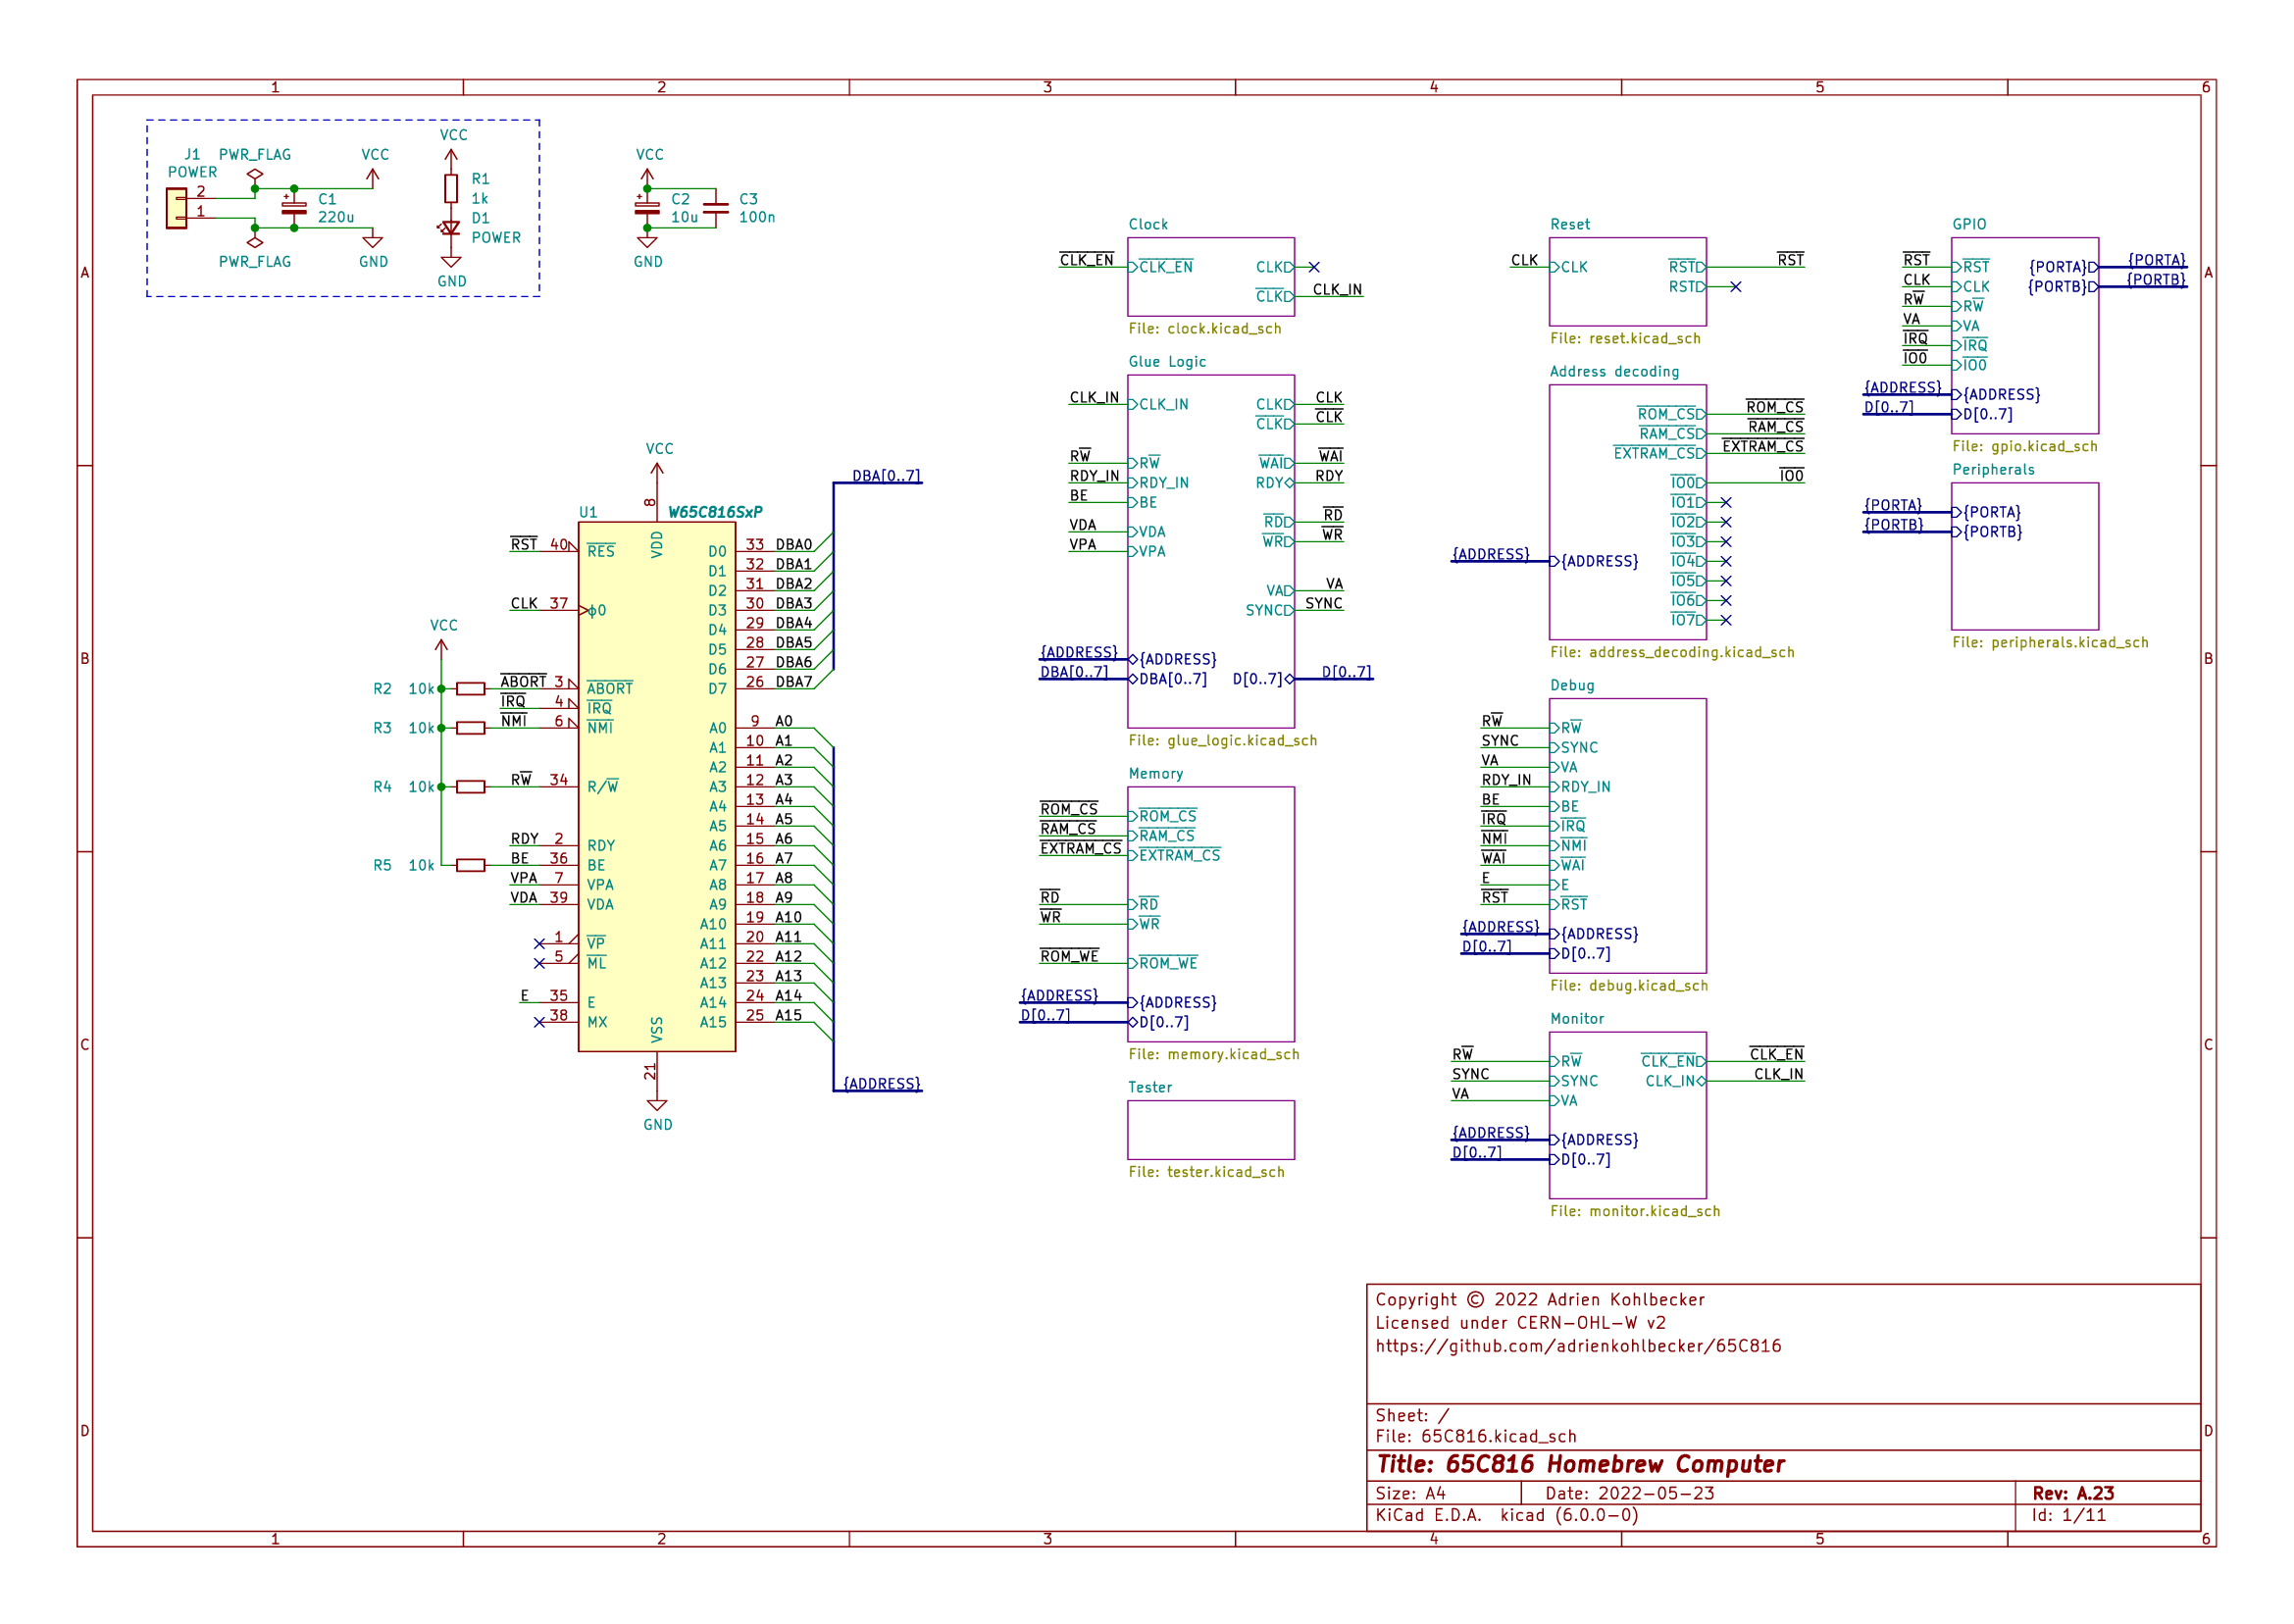 1 2 3 4 5 6
A
B
C
D
J1
POWER
2
1
PWR_FLAG
PWR_FLAG
C1
220u
VCC
GND
VCC
R1
1k
D1
POWER
GND
VCC
C2
10u
C3
100n
GND
VCC
U1
W65C816SxP
8
VDD
VSS
21
GND
RST 40 RES
CLK 37 ϕ0
VCC
R2 10k ABORT 3 ABORT
IRQ 4 IRQ
R3 10k NMI 6 NMI
R4 10k RW 34 R/W
RDY 2 RDY
R5 10k BE 36 BE
VPA 7 VPA
VDA 39 VDA
1 VP
5 ML
E 35 E
38 MX
DBA[0..7]
D0 33 DBA0
D1 32 DBA1
D2 31 DBA2
D3 30 DBA3
D4 29 DBA4
D5 28 DBA5
D6 27 DBA6
D7 26 DBA7
A0 9 A0
A1 10 A1
A2 11 A2
A3 12 A3
A4 13 A4
A5 14 A5
A6 15 A6
A7 16 A7
A8 17 A8
A9 18 A9
A10 19 A10
A11 20 A11
A12 22 A12
A13 23 A13
A14 24 A14
A15 25 A15
{ADDRESS}
Clock
CLK_EN CLK_EN CLK
CLK CLK_IN
File: clock.kicad_sch
Glue Logic
CLK_IN CLK_IN CLK CLK
CLK CLK
RW RW WAI WAI
RDY_IN RDY_IN RDY RDY
BE BE
RD RD
VDA VDA WR WR
VPA VPA
VA VA
SYNC SYNC
{ADDRESS} {ADDRESS}
DBA[0..7] DBA[0..7] D[0..7] D[0..7]
File: glue_logic.kicad_sch
Memory
ROM_CS ROM_CS
RAM_CS RAM_CS
EXTRAM_CS EXTRAM_CS
RD RD
WR WR
ROM_WE ROM_WE
{ADDRESS} {ADDRESS}
D[0..7] D[0..7]
File: memory.kicad_sch
Tester
File: tester.kicad_sch
Reset
CLK CLK RST RST
RST
File: reset.kicad_sch
Address decoding
ROM_CS ROM_CS
RAM_CS RAM_CS
EXTRAM_CS EXTRAM_CS
IO0 IO0
IO1
IO2
IO3
{ADDRESS} {ADDRESS} IO4
IO5
IO6
IO7
File: address_decoding.kicad_sch
Debug
RW RW
SYNC SYNC
VA VA
RDY_IN RDY_IN
BE BE
IRQ IRQ
NMI NMI
WAI WAI
E E
RST RST
{ADDRESS} {ADDRESS}
D[0..7] D[0..7]
File: debug.kicad_sch
Monitor
RW RW CLK_EN CLK_EN
SYNC SYNC CLK_IN CLK_IN
VA VA
{ADDRESS} {ADDRESS}
D[0..7] D[0..7]
File: monitor.kicad_sch
GPIO
RST RST {PORTA} {PORTA}
CLK CLK {PORTB} {PORTB}
RW RW
VA VA
IRQ IRQ
IO0 IO0
{ADDRESS} {ADDRESS}
D[0..7] D[0..7]
File: gpio.kicad_sch
Peripherals
{PORTA} {PORTA}
{PORTB} {PORTB}
File: peripherals.kicad_sch
A
B
C
D
Copyright © 2022 Adrien Kohlbecker
Licensed under CERN-OHL-W v2
https://github.com/adrienkohlbecker/65C816
Sheet: /
File: 65C816.kicad_sch
Title: 65C816 Homebrew Computer
Size: A4 Date: 2022-05-23 Rev: A.23
KiCad E.D.A. kicad (6.0.0-0) Id: 1/11
1 2 3 4 5 6